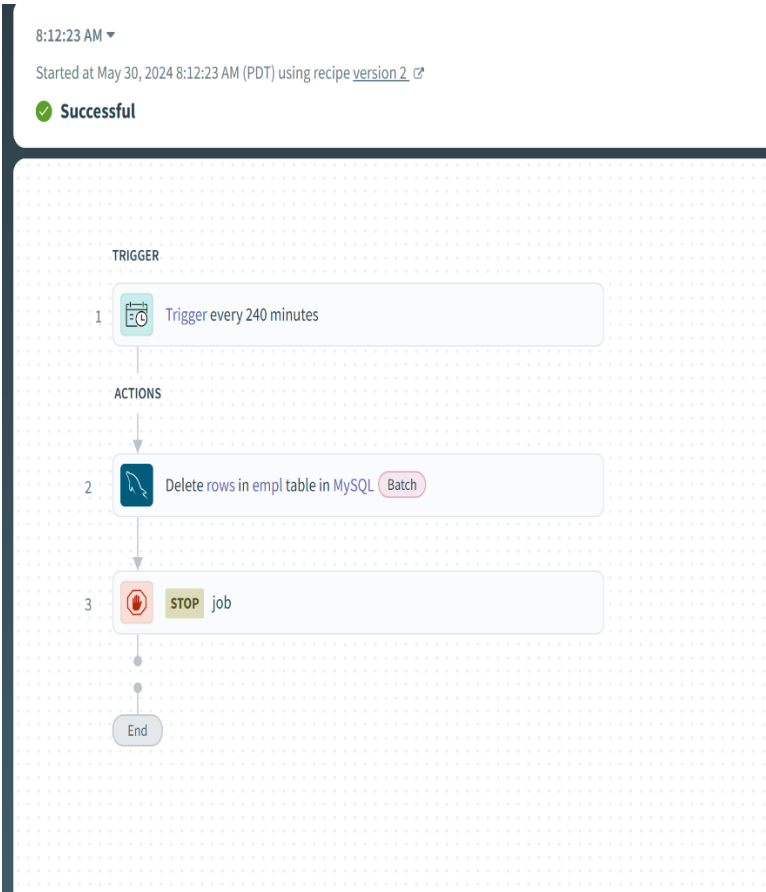 8:12:23 AM
Started at May 30, 2024 8:12:23 AM (PDT) using recipe version 2
Successful
TRIGGER
1 Trigger every 240 minutes
ACTIONS
2 Delete rows in empl table in MySQL Batch
3 STOP job
End